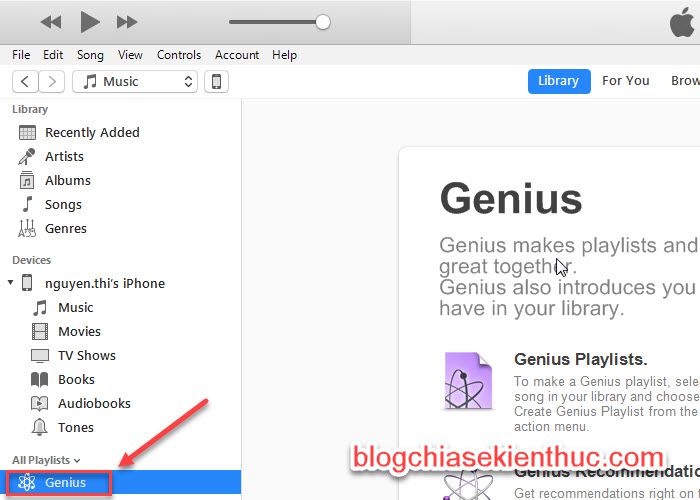 File Edit Song View Controls Account Help
Music Library For You Brow
Library
Recently Added
Artists
Albums
Songs
Genres
Devices
nguyen.thi's iPhone
Music
Movies
TV Shows
Books
Audiobooks
Tones
All Playlists
Genius
Genius
Genius makes playlists and
great together.
Genius also introduces you
have in your library.
Genius Playlists.
To make a Genius playlist, sele
song in your library and choose
Create Genius Playlist from the
action menu.
blogchiasekienthuc.com
Genius Recommendatio
Get recommendations right on